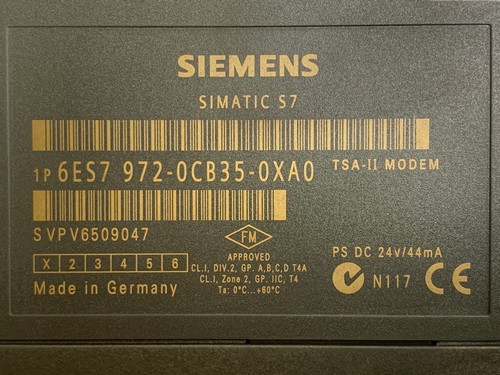 SIEMENS
SIMATIC S7
1P 6ES7 972-0CB35-0XA0
TSA-II MODEM
SVPV6509047
X 2 3 4 5 6
Made in Germany
FM
APPROVED
CL.I, DIV.2, GP. A,B,C,D T4A
CL.I, Zone 2, GP. IIC, T4
Ta: 0°C...+60°C
PS DC 24v/44mA
N117 CE